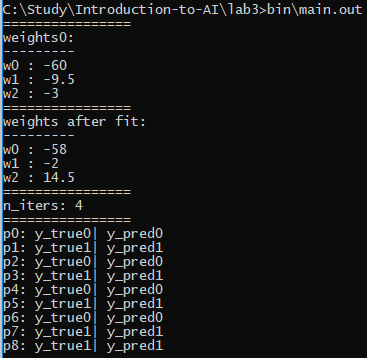 C:\Study\Introduction-to-AI\lab3>bin\main.out
================
weights0:
---------
w0 : -60
w1 : -9.5
w2 : -3
================
weights after fit:
---------
w0 : -58
w1 : -2
w2 : 14.5
================
n_iters: 4
================
p0: y_true0| y_pred0
p1: y_true1| y_pred1
p2: y_true0| y_pred0
p3: y_true1| y_pred1
p4: y_true0| y_pred0
p5: y_true1| y_pred1
p6: y_true0| y_pred0
p7: y_true1| y_pred1
p8: y_true1| y_pred1